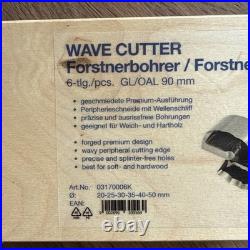 WAVE CUTTER
Forstnerbohrer / Forstne
6-tlg./pcs. GL/OAL 90 mm
• geschmiedete Premium-Ausführung
• Peripherieschneide mit Wellenschliff
• präzise und ausrissfreie Bohrungen
• geeignet für Weich- und Hartholz
• forged premium design
• wavy peripheral cutting edge
• precise and splinter-free holes
• best for soft- and hardwood
Art.No.: 03170006K
Ø: 20-25-30-35-40-50 mm
EAN: